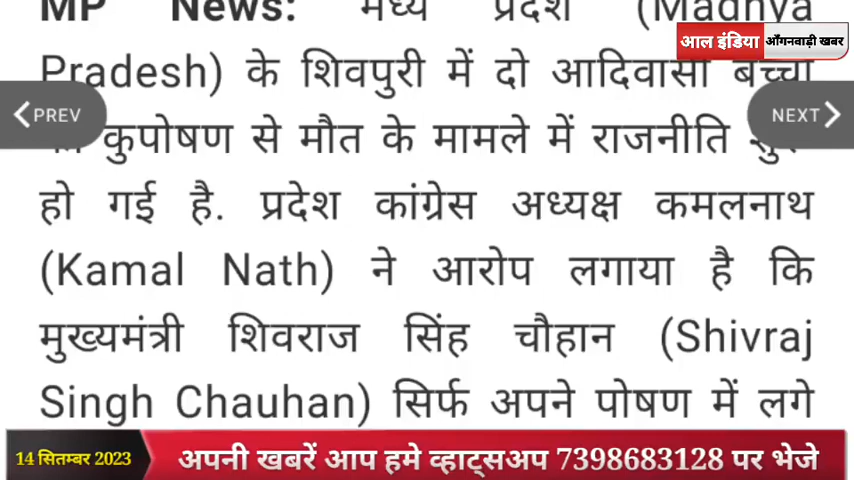 MP News: मध्य प्रदेश (Madhya
आल इंडिया आँगनवाड़ी खबर
Pradesh) के शिवपुरी में दो आदिवासी बच्चों
PREV
NEXT
कुपोषण से मौत के मामले में राजनीति शुरू
हो गई है. प्रदेश कांग्रेस अध्यक्ष कमलनाथ
(Kamal Nath) ने आरोप लगाया है कि
मुख्यमंत्री शिवराज सिंह चौहान (Shivraj
Singh Chauhan) सिर्फ अपने पोषण में लगे
14 सितम्बर 2023
अपनी खबरें आप हमे व्हाट्सअप 7398683128 पर भेजे